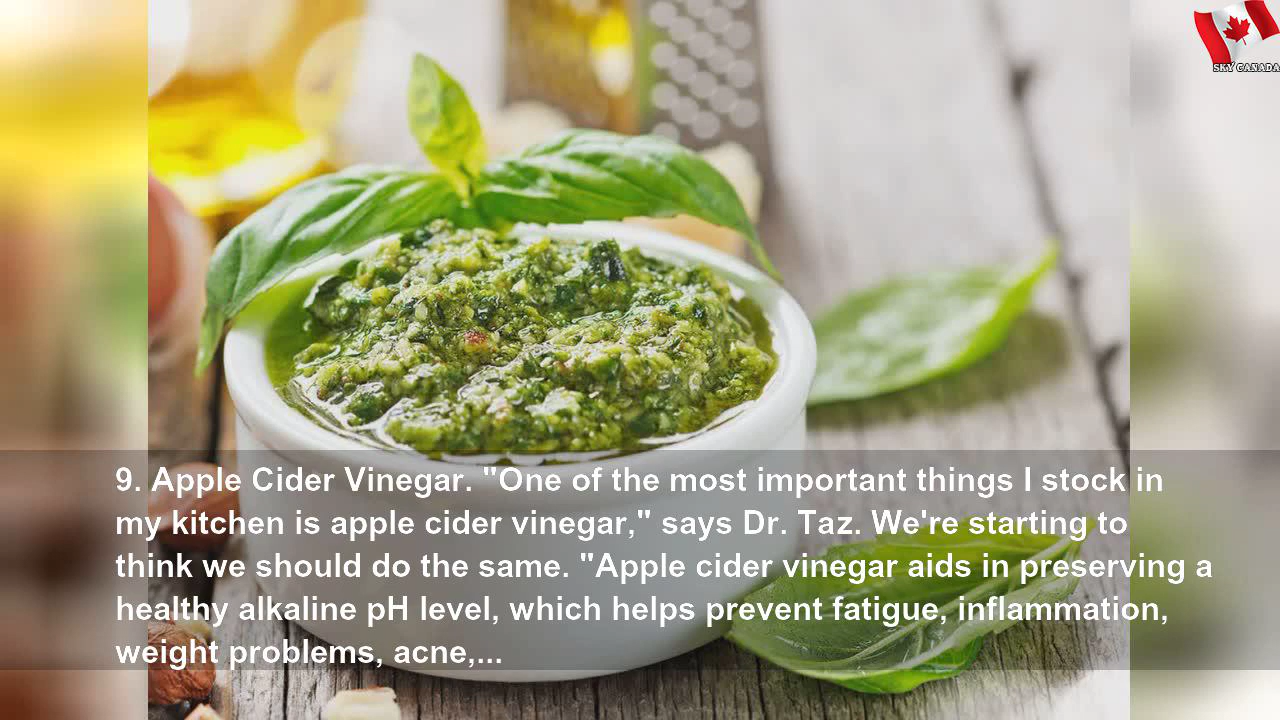 SKY CANADA
9. Apple Cider Vinegar. "One of the most important things I stock in
my kitchen is apple cider vinegar," says Dr. Taz. We're starting to
think we should do the same. "Apple cider vinegar aids in preserving a
healthy alkaline pH level, which helps prevent fatigue, inflammation,
weight problems, acne,...